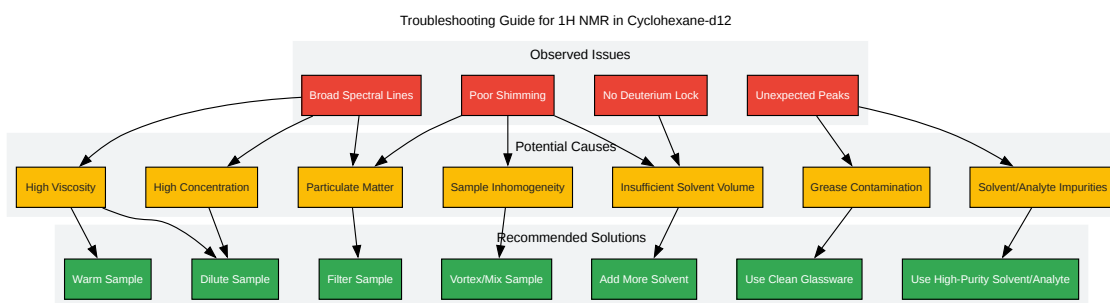 Troubleshooting Guide for 1H NMR in Cyclohexane-d12
Observed Issues
Broad Spectral Lines
Poor Shimming
No Deuterium Lock
Unexpected Peaks
Potential Causes
High Viscosity
High Concentration
Particulate Matter
Sample Inhomogeneity
Insufficient Solvent Volume
Grease Contamination
Solvent/Analyte Impurities
Recommended Solutions
Warm Sample
Dilute Sample
Filter Sample
Vortex/Mix Sample
Add More Solvent
Use Clean Glassware
Use High-Purity Solvent/Analyte